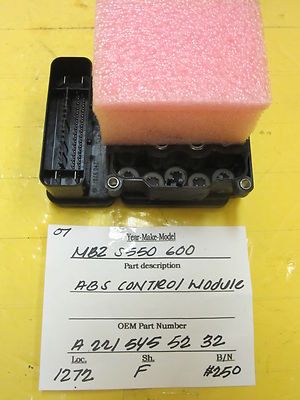 07
Year-Make-Model
MBZ S550 600
Part description
ABS CONTROL MODULE
OEM Part Number
A 221 545 52 32
Loc. Sh. B/N
1272 F #250